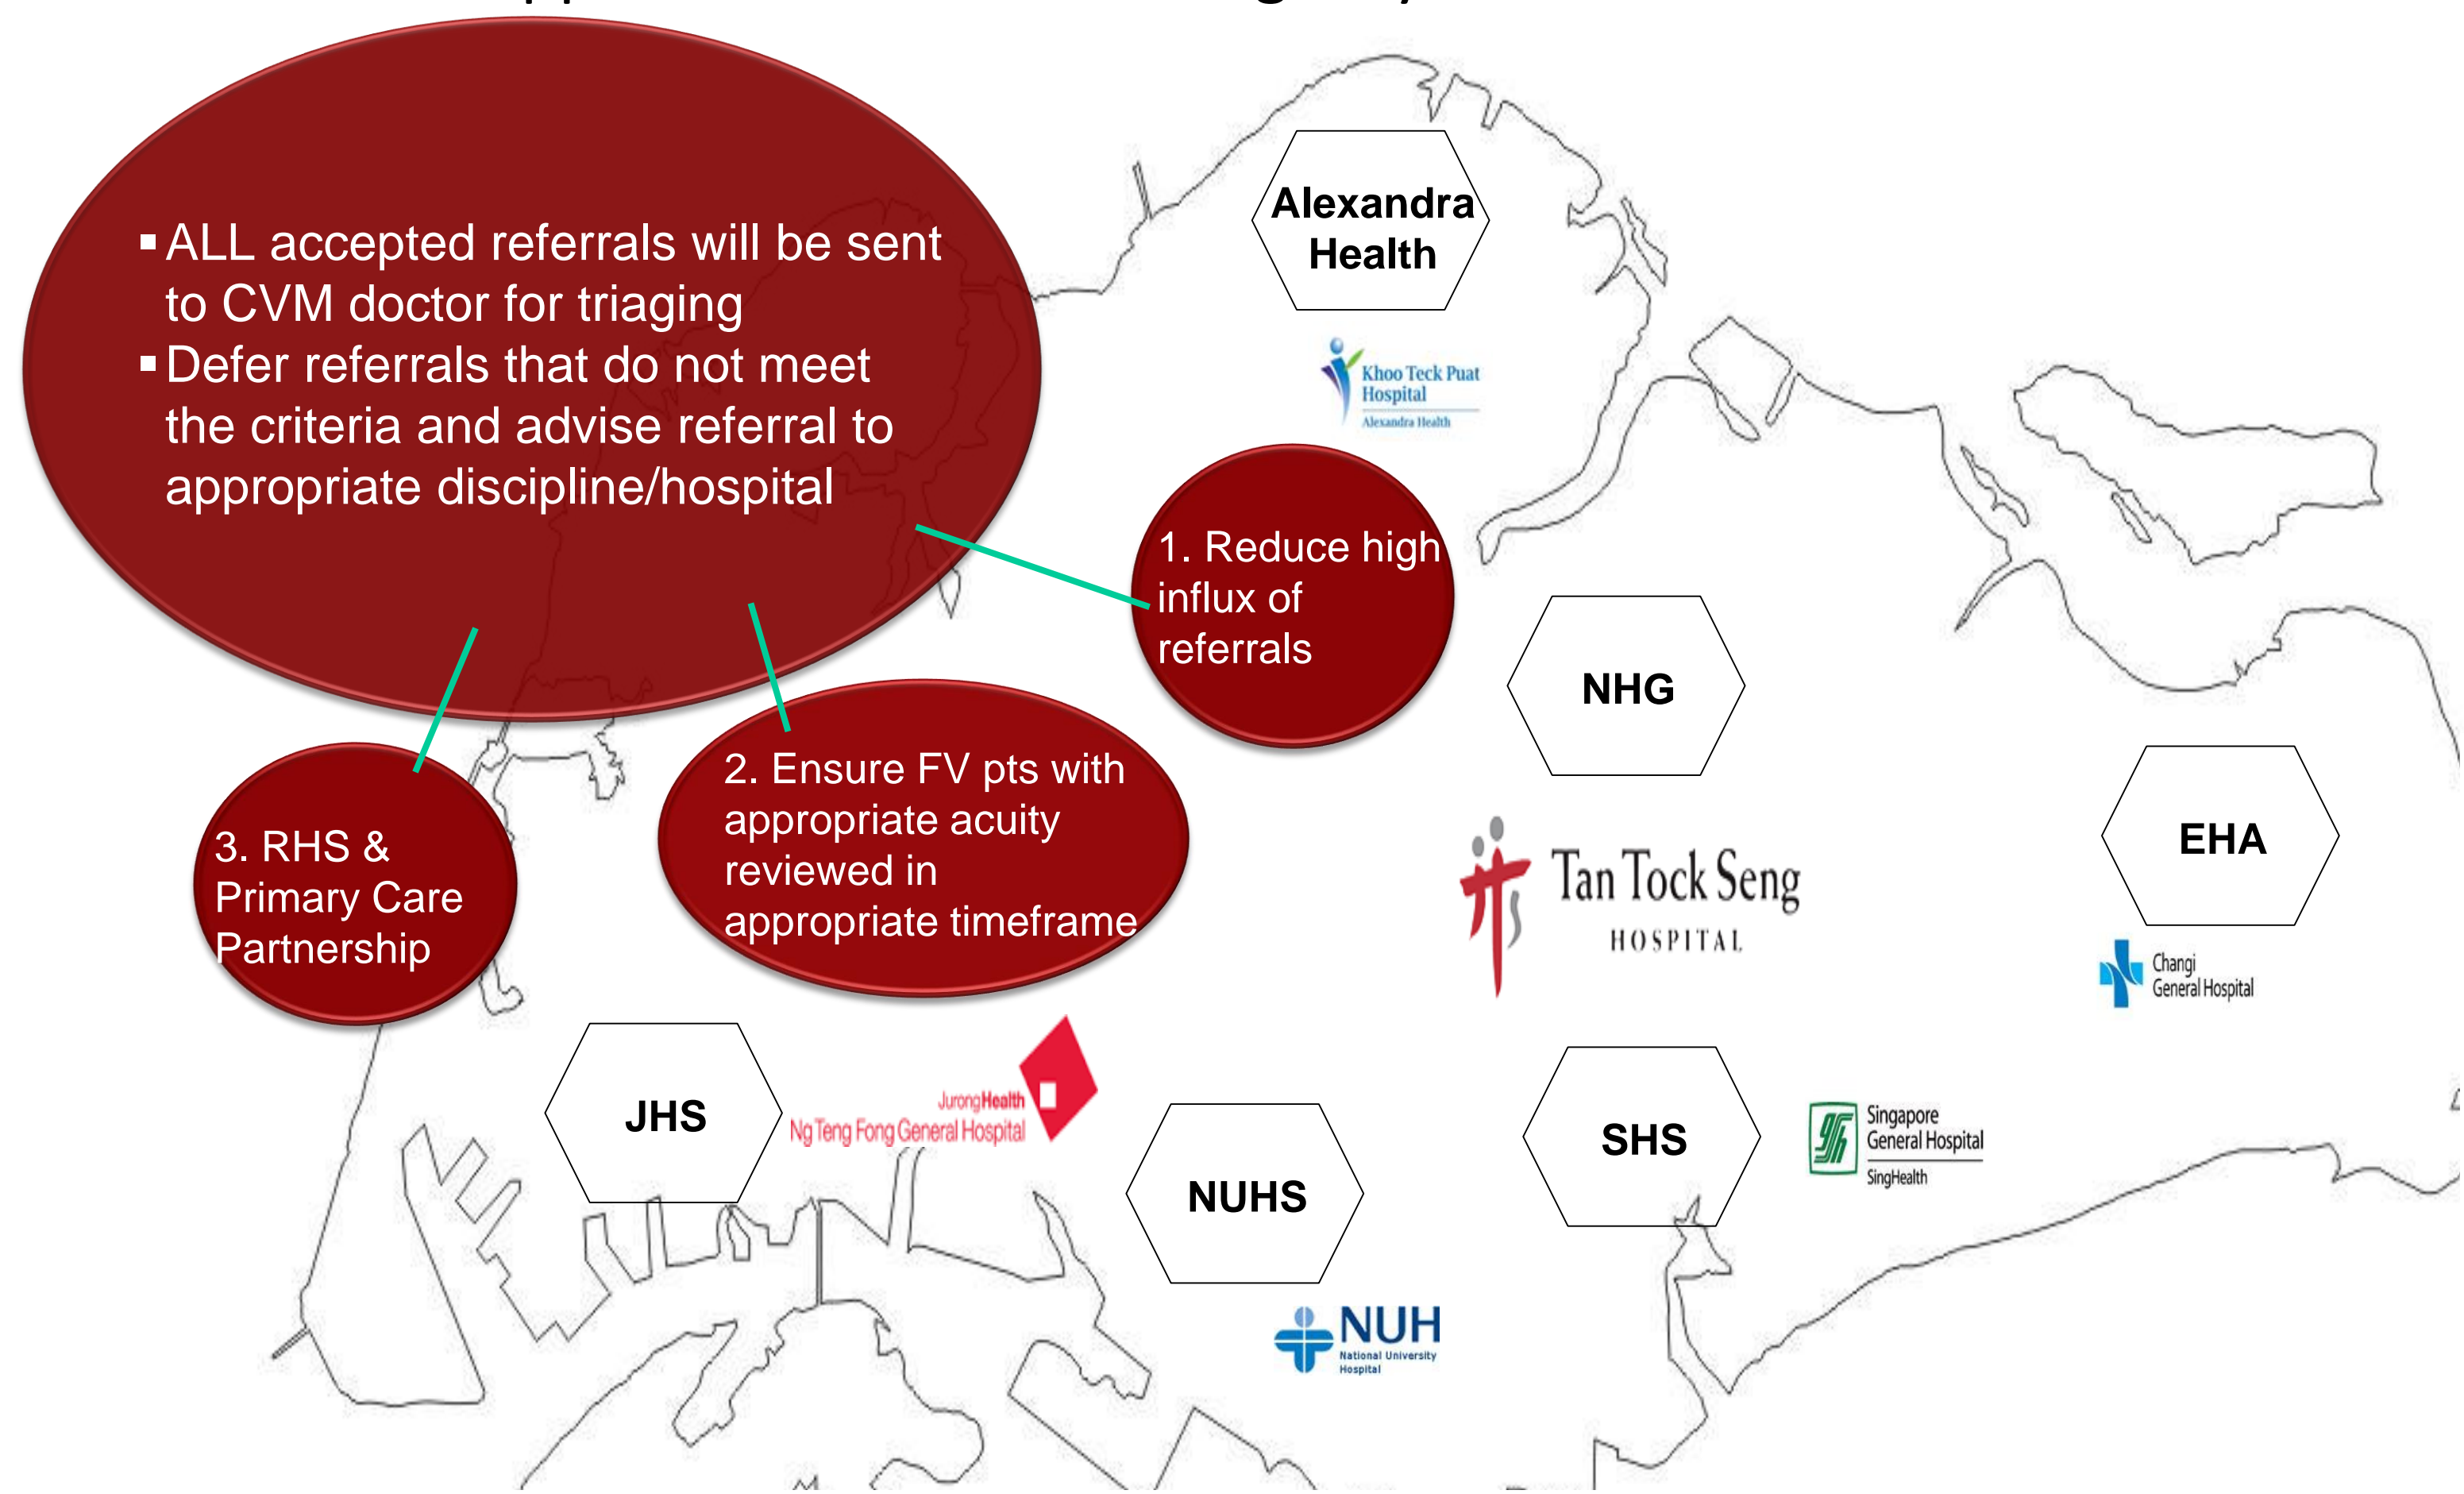 ▪ALL accepted referrals will be sent
to CVM doctor for triaging
▪Defer referrals that do not meet
the criteria and advise referral to
appropriate discipline/hospital
1. Reduce high
influx of
referrals
2. Ensure FV pts with
appropriate acuity
reviewed in
appropriate timeframe
3. RHS &
Primary Care
Partnership
Alexandra
Health
Khoo Teck Puat
Hospital
Alexandra Health
NHG
Tan Tock Seng
HOSPITAL
EHA
Changi
General Hospital
JHS
JurongHealth
Ng Teng Fong General Hospital
NUHS
NUH
National University
Hospital
SHS
Singapore
General Hospital
SingHealth